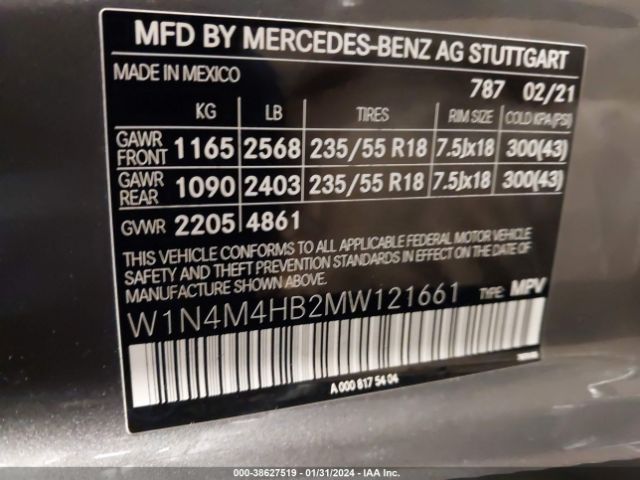 MFD BY MERCEDES-BENZ AG STUTTGART
MADE IN MEXICO 787 02/21
KG LB TIRES RIM SIZE COLD KPA(PSI)
GAWR FRONT 1165 2568 235/55 R18 7.5Jx18 300(43)
GAWR REAR 1090 2403 235/55 R18 7.5Jx18 300(43)
GVWR 2205 4861
THIS VEHICLE CONFORMS TO ALL APPLICABLE FEDERAL MOTOR VEHICLE
SAFETY AND THEFT PREVENTION STANDARDS IN EFFECT ON THE DATE OF
MANUFACTURE SHOWN ABOVE.
W1N4M4HB2MW121661 TYPE: MPV
A 000 817 54 04
000-38627519 - 01/31/2024 - IAA Inc.